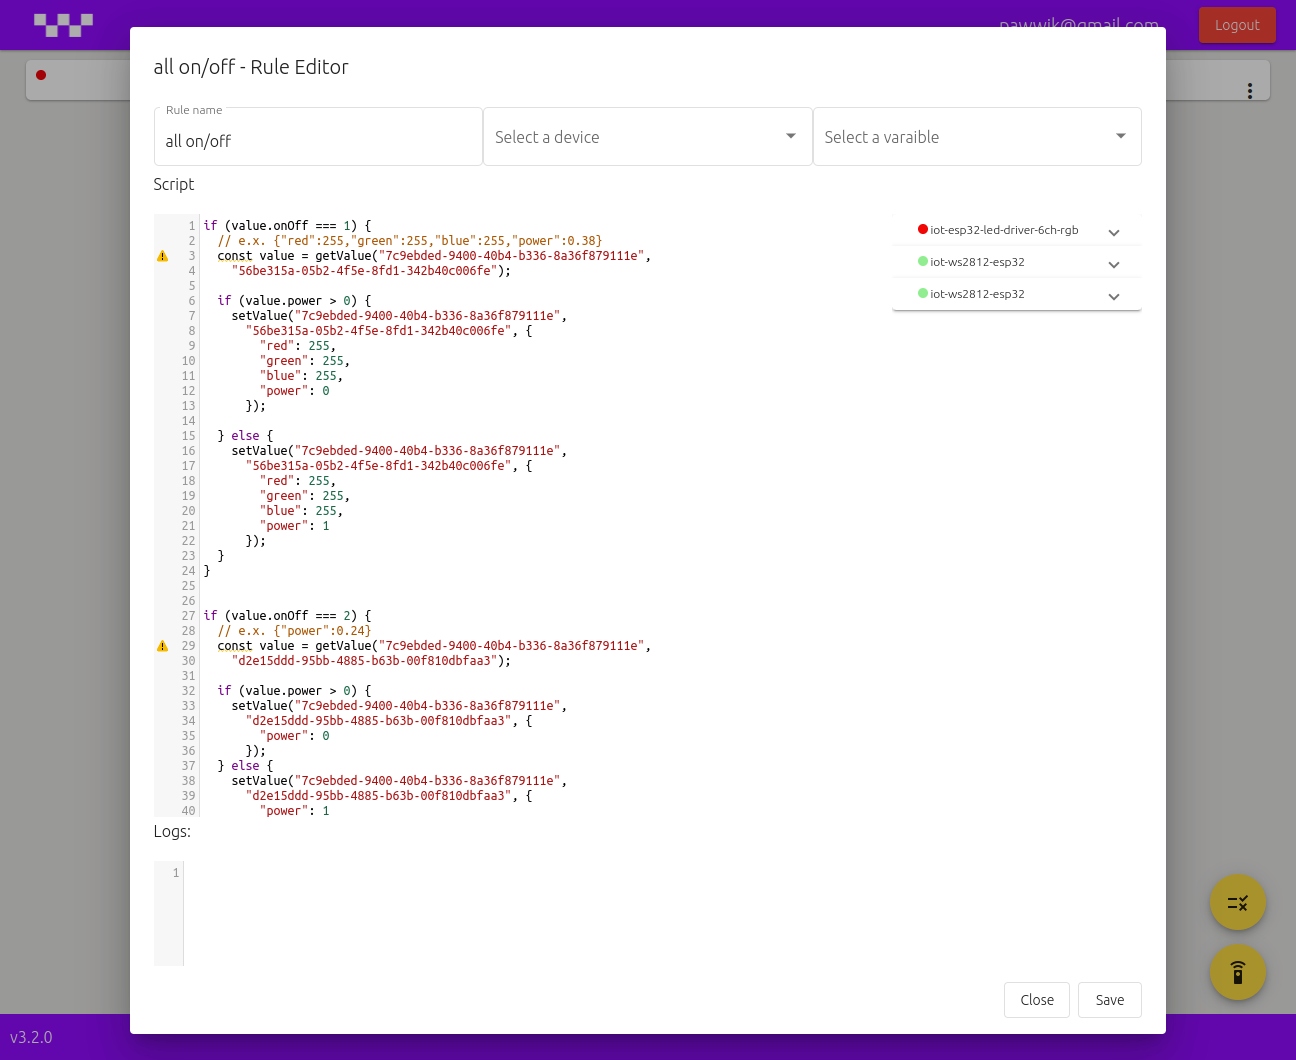 pawwik@gmail.com
Logout
all on/off - Rule Editor
Rule name
all on/off
Select a device
Select a varaible
Script
1 if (value.onOff === 1) {
2 // e.x. {"red":255,"green":255,"blue":255,"power":0.38}
3 const value = getValue("7c9ebded-9400-40b4-b336-8a36f879111e",
4 "56be315a-05b2-4f5e-8fd1-342b40c006fe");
5
6 if (value.power > 0) {
7 setValue("7c9ebded-9400-40b4-b336-8a36f879111e",
8 "56be315a-05b2-4f5e-8fd1-342b40c006fe", {
9 "red": 255,
10 "green": 255,
11 "blue": 255,
12 "power": 0
13 });
14
15 } else {
16 setValue("7c9ebded-9400-40b4-b336-8a36f879111e",
17 "56be315a-05b2-4f5e-8fd1-342b40c006fe", {
18 "red": 255,
19 "green": 255,
20 "blue": 255,
21 "power": 1
22 });
23 }
24 }
25
26
27 if (value.onOff === 2) {
28 // e.x. {"power":0.24}
29 const value = getValue("7c9ebded-9400-40b4-b336-8a36f879111e",
30 "d2e15ddd-95bb-4885-b63b-00f810dbfaa3");
31
32 if (value.power > 0) {
33 setValue("7c9ebded-9400-40b4-b336-8a36f879111e",
34 "d2e15ddd-95bb-4885-b63b-00f810dbfaa3", {
35 "power": 0
36 });
37 } else {
38 setValue("7c9ebded-9400-40b4-b336-8a36f879111e",
39 "d2e15ddd-95bb-4885-b63b-00f810dbfaa3", {
40 "power": 1
iot-esp32-led-driver-6ch-rgb
iot-ws2812-esp32
iot-ws2812-esp32
Logs:
1
Close
Save
v3.2.0